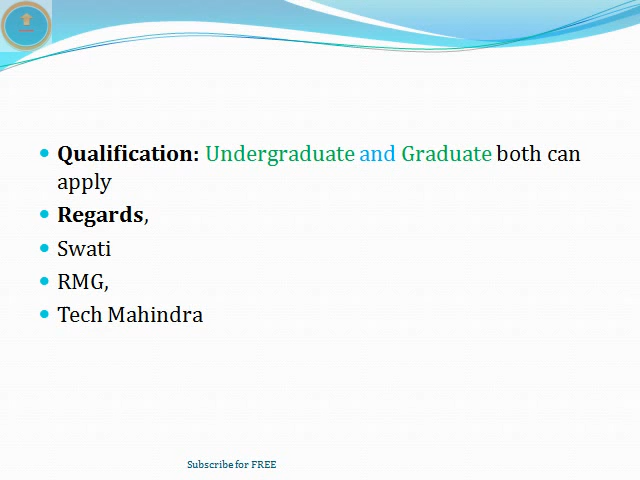 Qualification: Undergraduate and Graduate both can
apply
Regards,
Swati
RMG,
Tech Mahindra
Subscribe for FREE